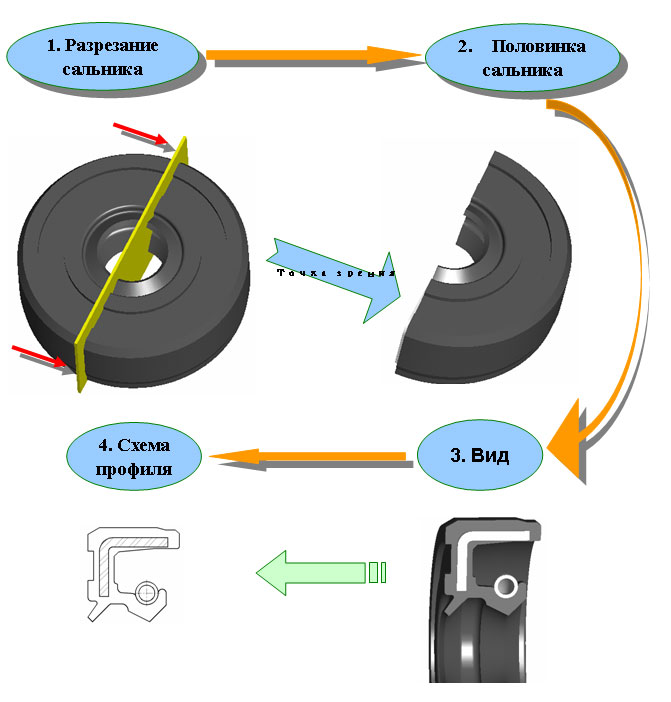 1. Разрезание
сальника
2. Половинка
сальника
Точка зрения
4. Схема
профиля
3. Вид